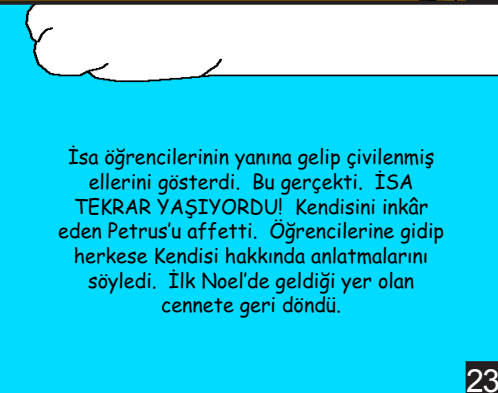 İsa öğrencilerinin yanına gelip çivilenmiş
ellerini gösterdi.  Bu gerçekti.  İSA
TEKRAR YAŞIYORDU!  Kendisini inkâr
eden Petrus'u affetti.  Öğrencilerine gidip
herkese Kendisi hakkında anlatmalarını
söyledi.  İlk Noel'de geldiği yer olan
cennete geri döndü.
23